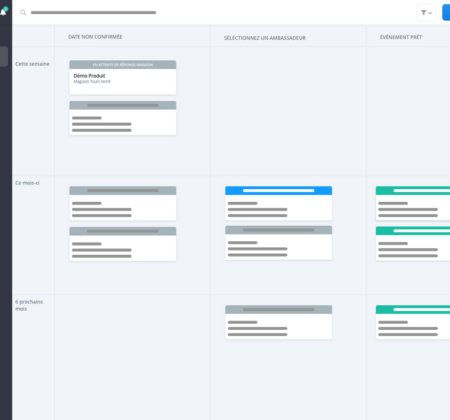 DATE NON CONFIRMÉE
SÉLECTIONNEZ UN AMBASSADEUR
ÉVÉNEMENT PRÊT
Cette semaine
EN ATTENTE DE RÉPONSE MAGASIN
Démo Produit
Magasin Tours Nord
Ce mois-ci
6 prochains
mois